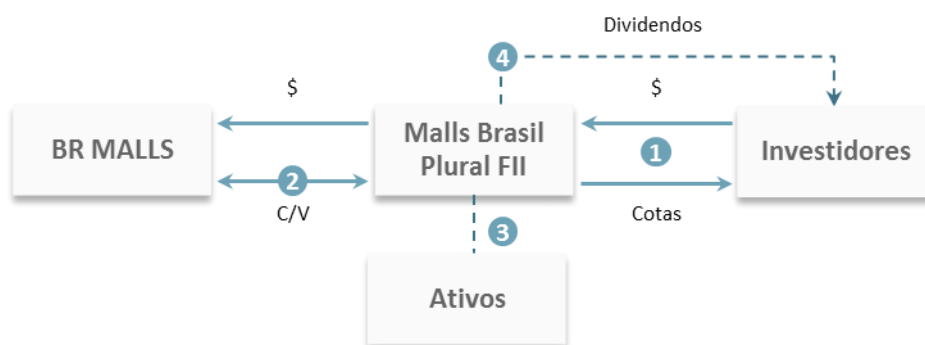 Dividendos
4
$
$
BR MALLS
Malls Brasil
Plural FII
1
Investidores
2
C/V
Cotas
3
Ativos